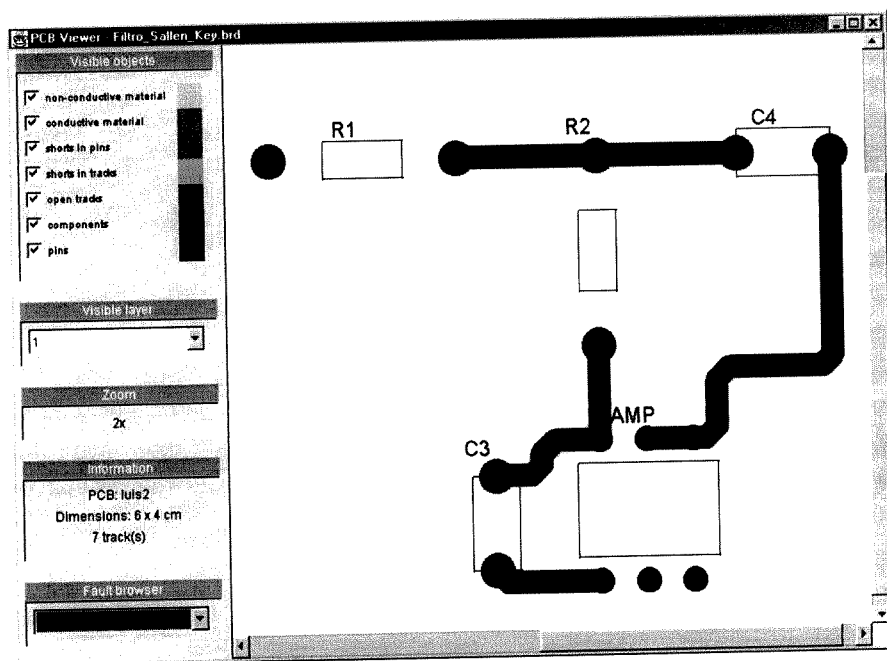 PCB Viewer - Filtro_Sallen_Key.brd
Visible objects
non-conductive material
conductive material
shorts in pins
shorts in tracks
open tracks
components
pins
Visible layer
1
Zoom
2x
Information
PCB: luis2
Dimensions: 6 x 4 cm
7 track(s)
Fault browser
R1
R2
C4
AMP
C3